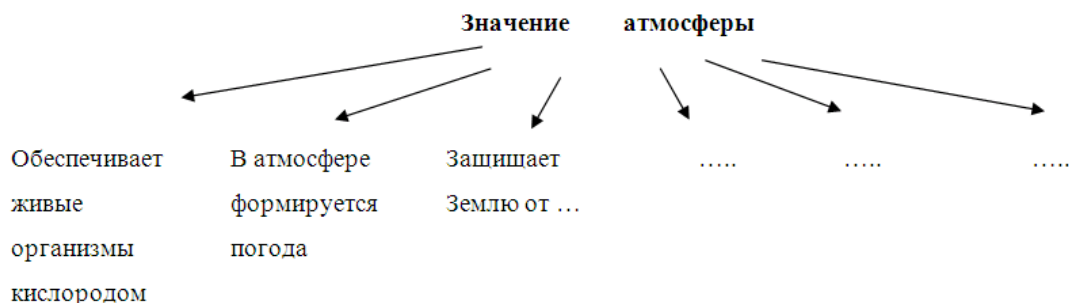 Значение атмосферы
Обеспечивает В атмосфере Защищает ….. ….. …..
живые формируется Землю от …
организмы погода
кислородом